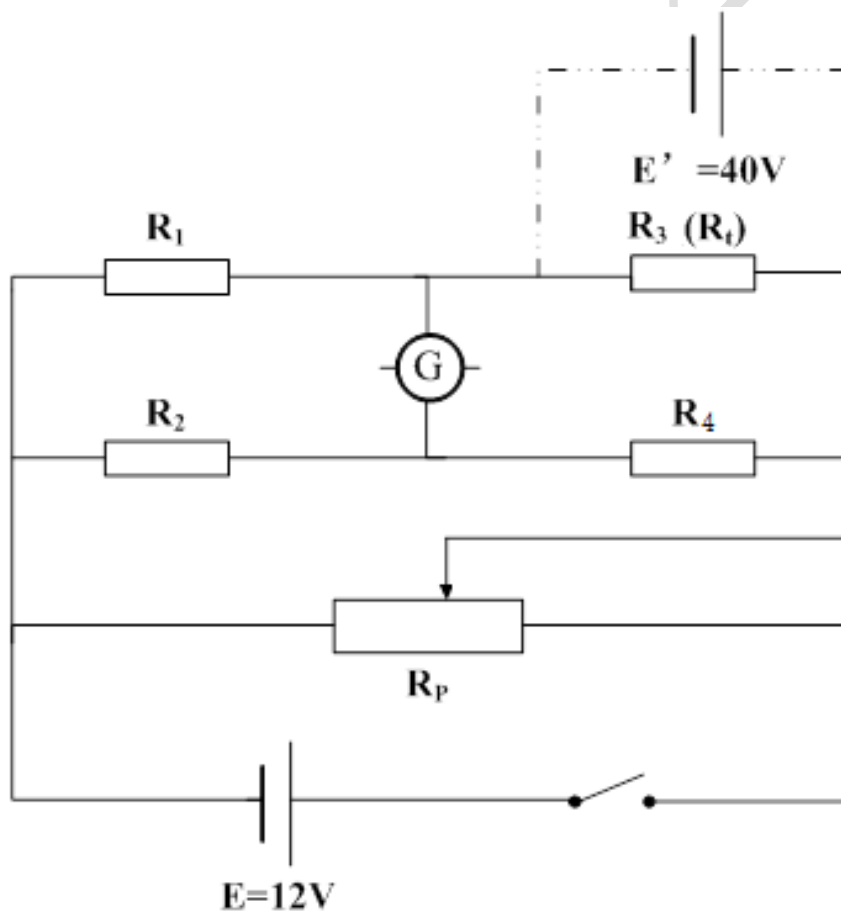 E’ =40V
R₁
R₃ (Rₜ)
G
R₂
R₄
Rₚ
E=12V